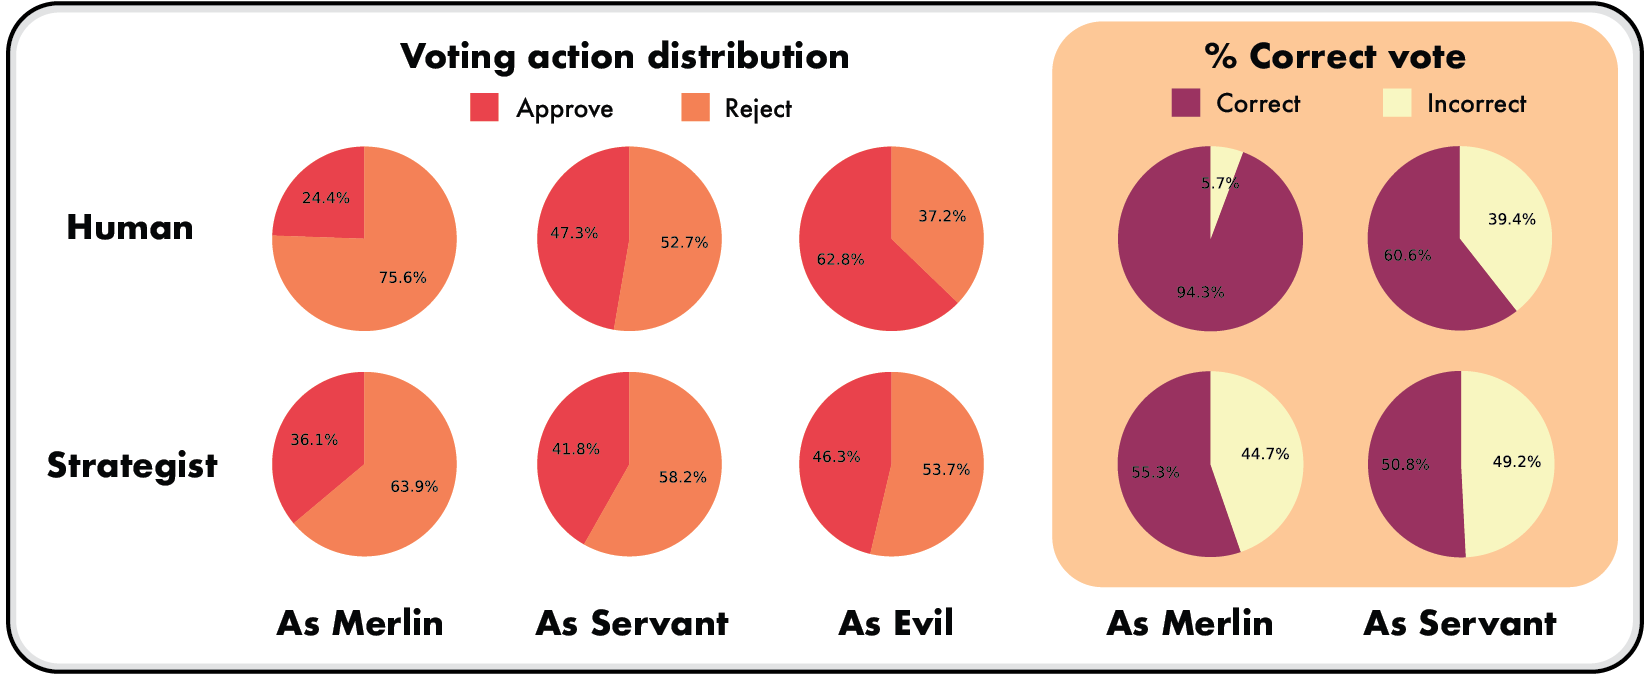 Voting action distribution
% Correct vote
Approve
Reject
Correct
Incorrect
Human
24.4%
75.6%
47.3%
52.7%
37.2%
62.8%
5.7%
94.3%
39.4%
60.6%
Strategist
36.1%
63.9%
41.8%
58.2%
46.3%
53.7%
44.7%
55.3%
50.8%
49.2%
As Merlin
As Servant
As Evil
As Merlin
As Servant